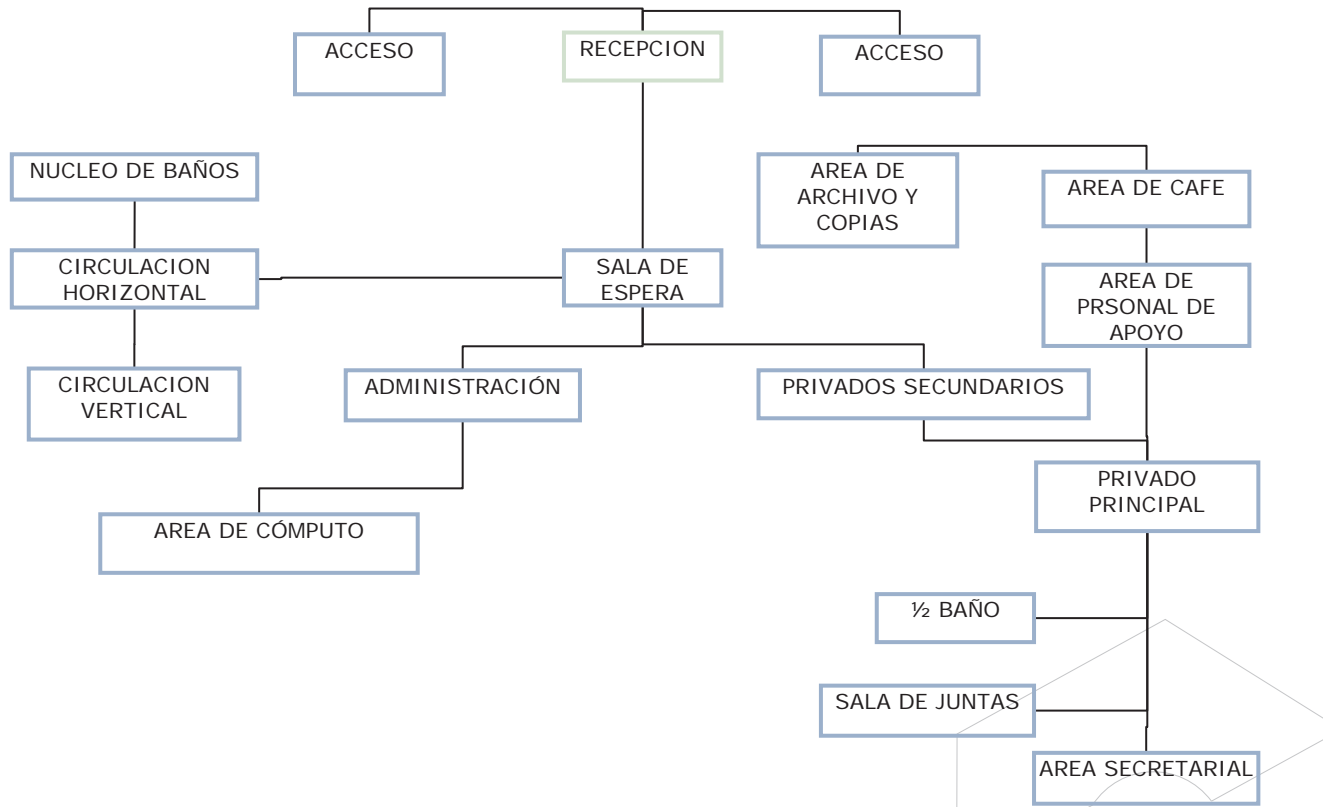 ACCESO
RECEPCION
ACCESO
NUCLEO DE BAÑOS
AREA DE
ARCHIVO Y
COPIAS
AREA DE CAFE
CIRCULACION
HORIZONTAL
SALA DE
ESPERA
AREA DE
PRSONAL DE
APOYO
CIRCULACION
VERTICAL
ADMINISTRACIÓN
PRIVADOS SECUNDARIOS
PRIVADO
PRINCIPAL
AREA DE CÓMPUTO
½ BAÑO
SALA DE JUNTAS
AREA SECRETARIAL